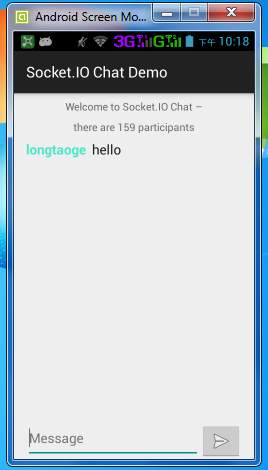 Android Screen Mo...
3G G 下午 10:18
Socket.IO Chat Demo
Welcome to Socket.IO Chat –
there are 159 participants
longtaoge hello
Message